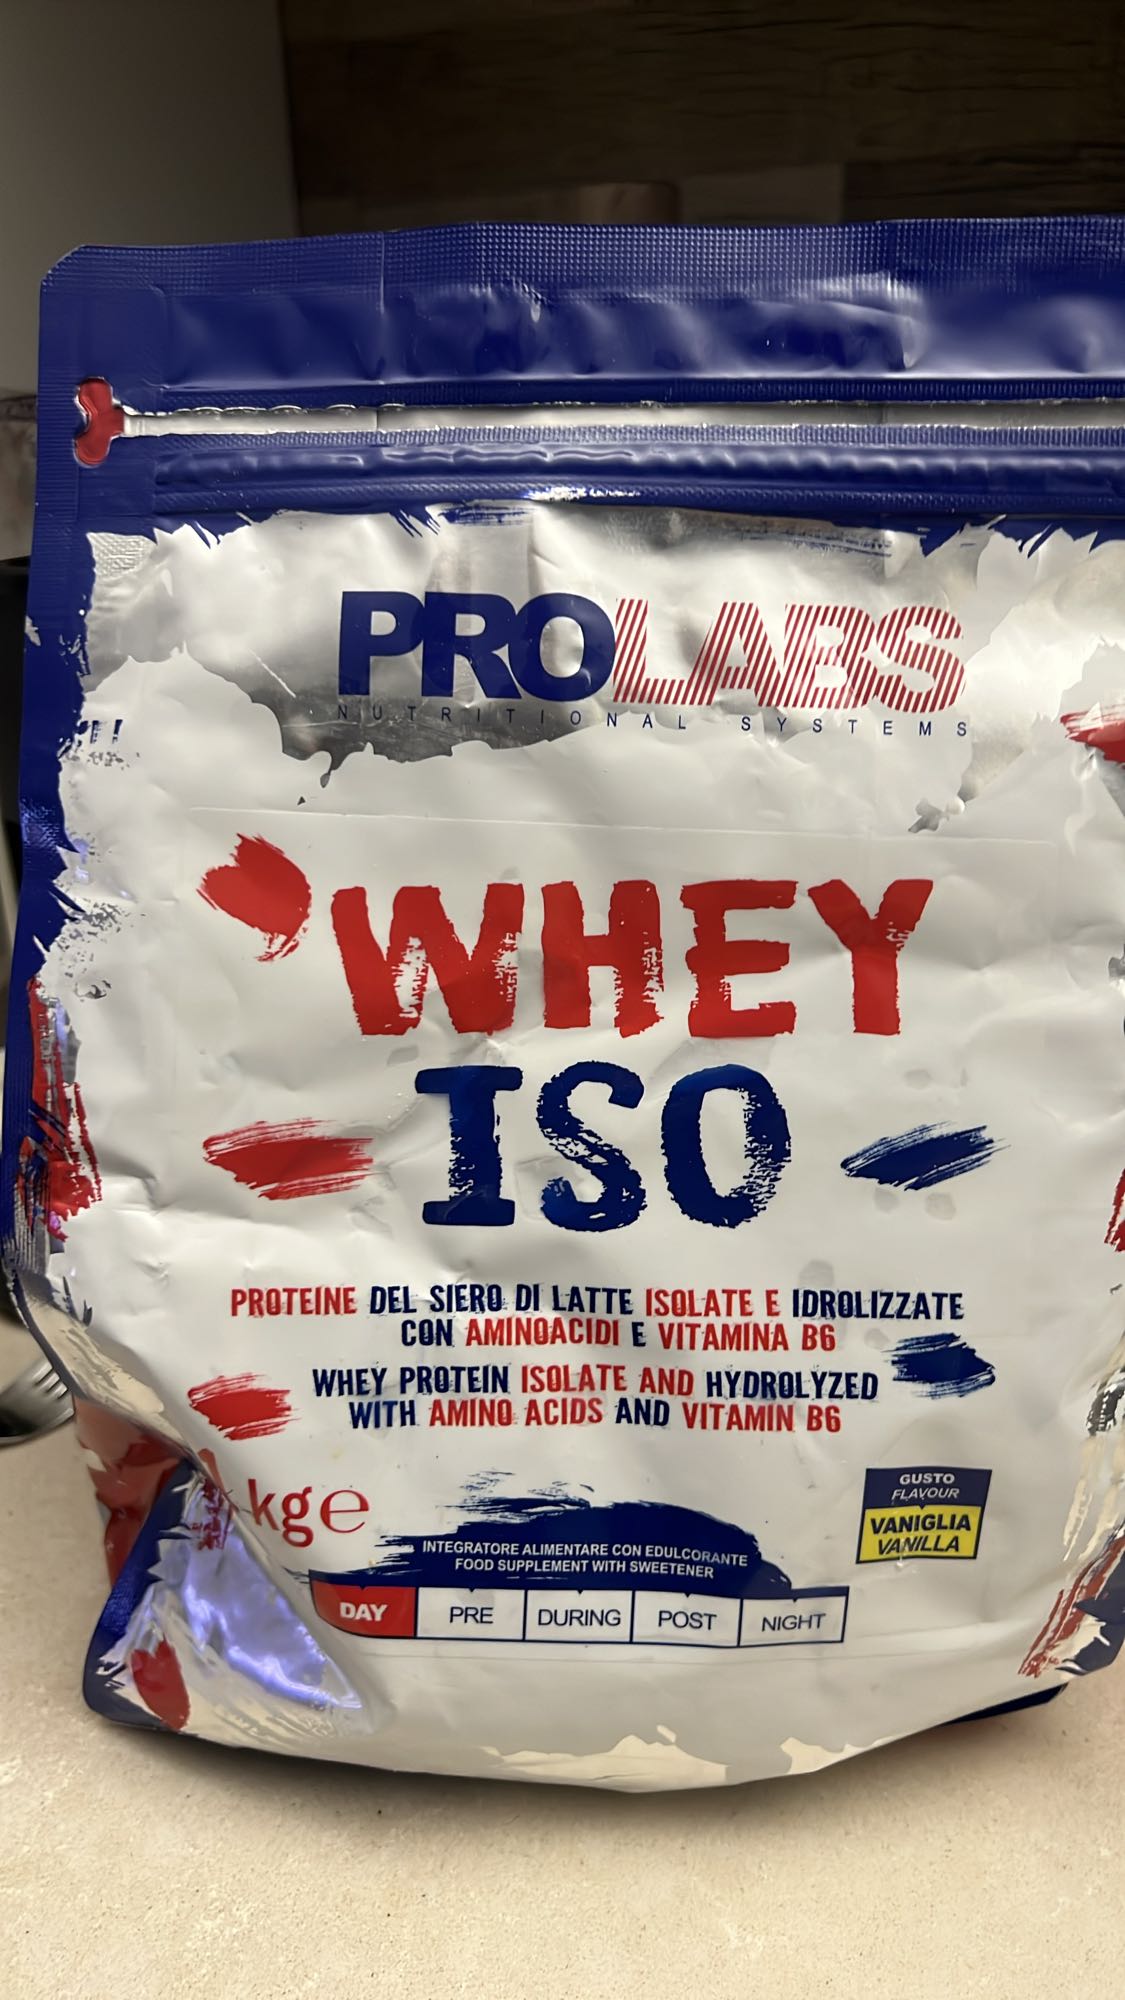 PROLABS
NUTRITIONAL SYSTEMS
WHEY
ISO
PROTEINE DEL SIERO DI LATTE ISOLATE E IDROLIZZATE
CON AMINOACIDI E VITAMINA B6
WHEY PROTEIN ISOLATE AND HYDROLYZED
WITH AMINO ACIDS AND VITAMIN B6
kg℮
GUSTO
FLAVOUR
VANIGLIA
VANILLA
INTEGRATORE ALIMENTARE CON EDULCORANTE
FOOD SUPPLEMENT WITH SWEETENER
DAY PRE DURING POST NIGHT